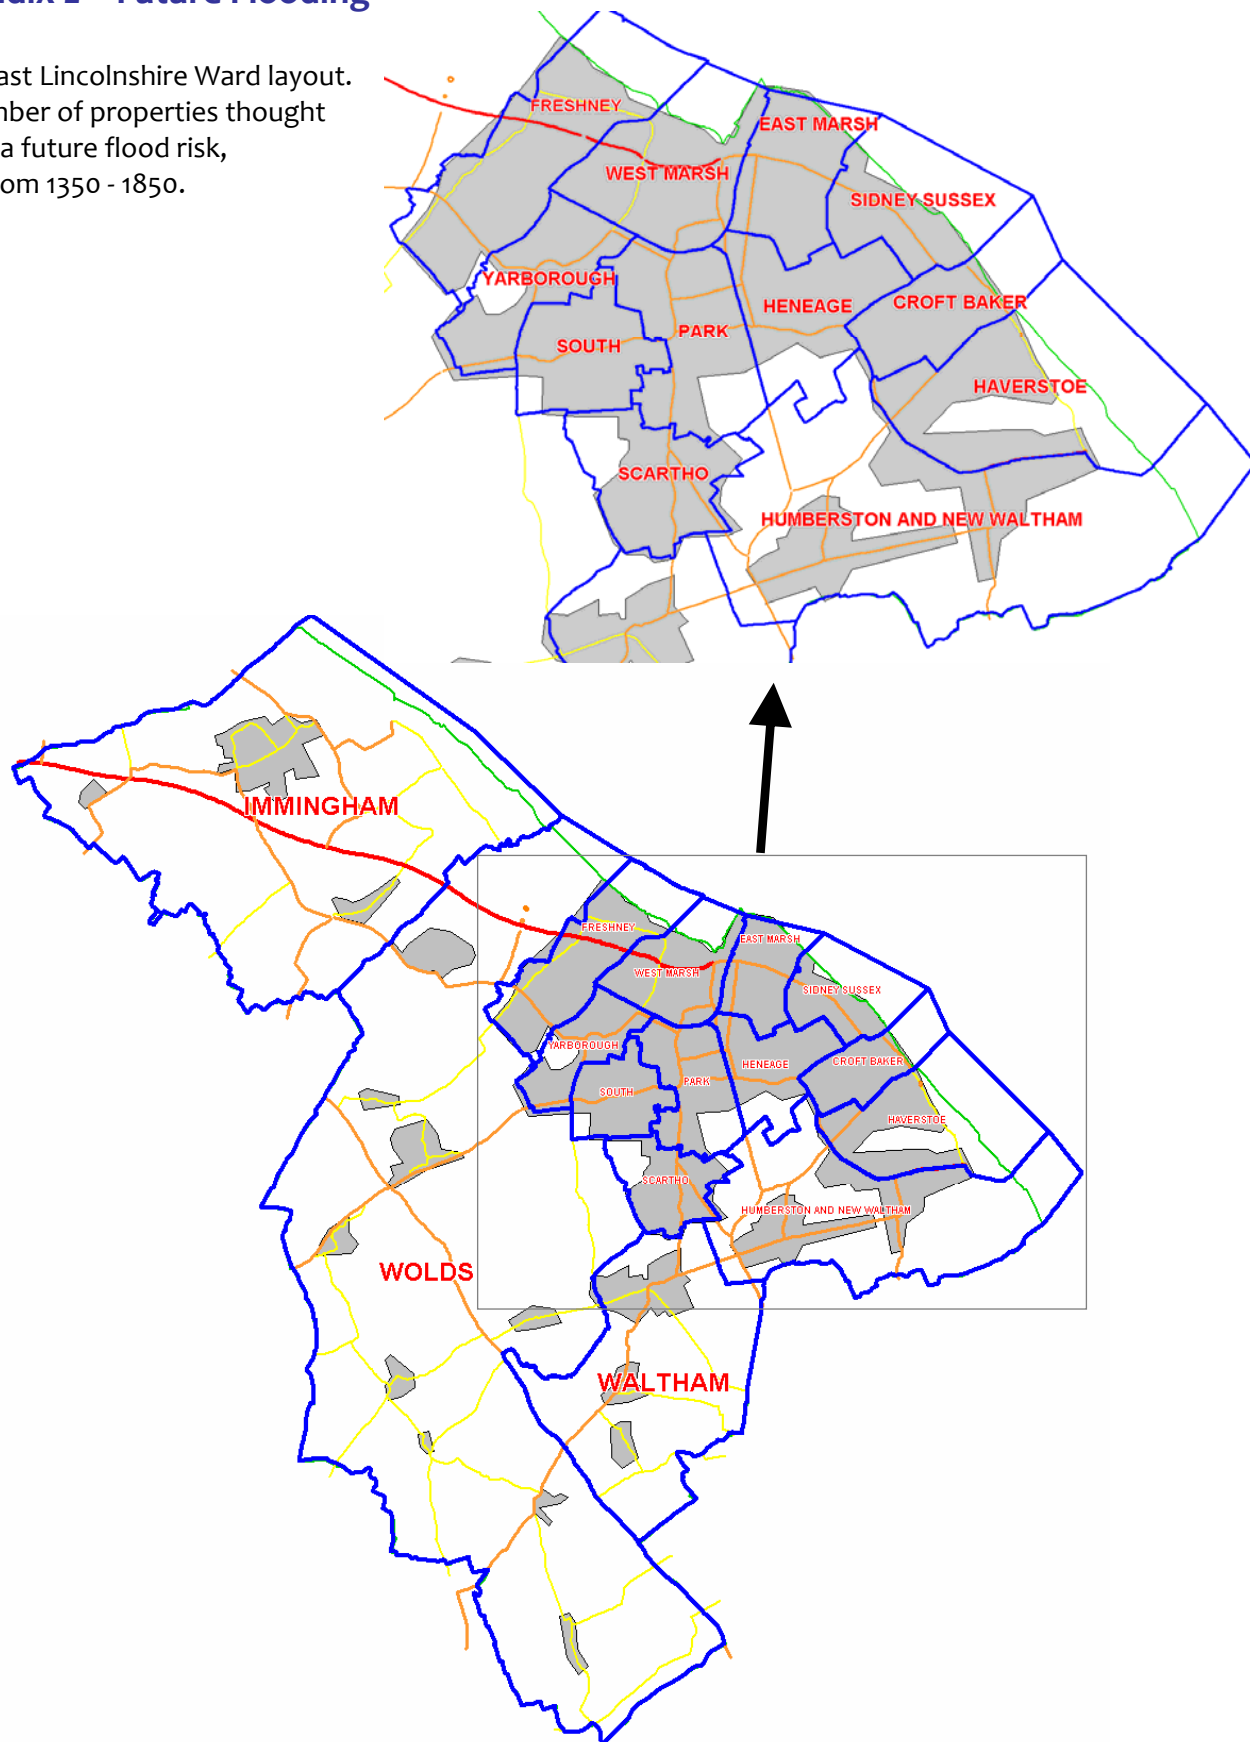 Future Flooding
ast Lincolnshire Ward layout.
nber of properties thought
a future flood risk,
om 1350 - 1850.
FRESHNEY
EAST MARSH
WEST MARSH
SIDNEY SUSSEX
YARBOROUGH
HENEAGE
CROFT BAKER
SOUTH
PARK
HAVERSTOE
SCARTHO
HUMBERSTON AND NEW WALTHAM
IMMINGHAM
FRESHNEY
EAST MARSH
WEST MARSH
SIDNEY SUSSEX
YARBOROUGH
HENEAGE
CROFT BAKER
SOUTH
PARK
HAVERSTOE
SCARTHO
HUMBERSTON AND NEW WALTHAM
WOLDS
WALTHAM